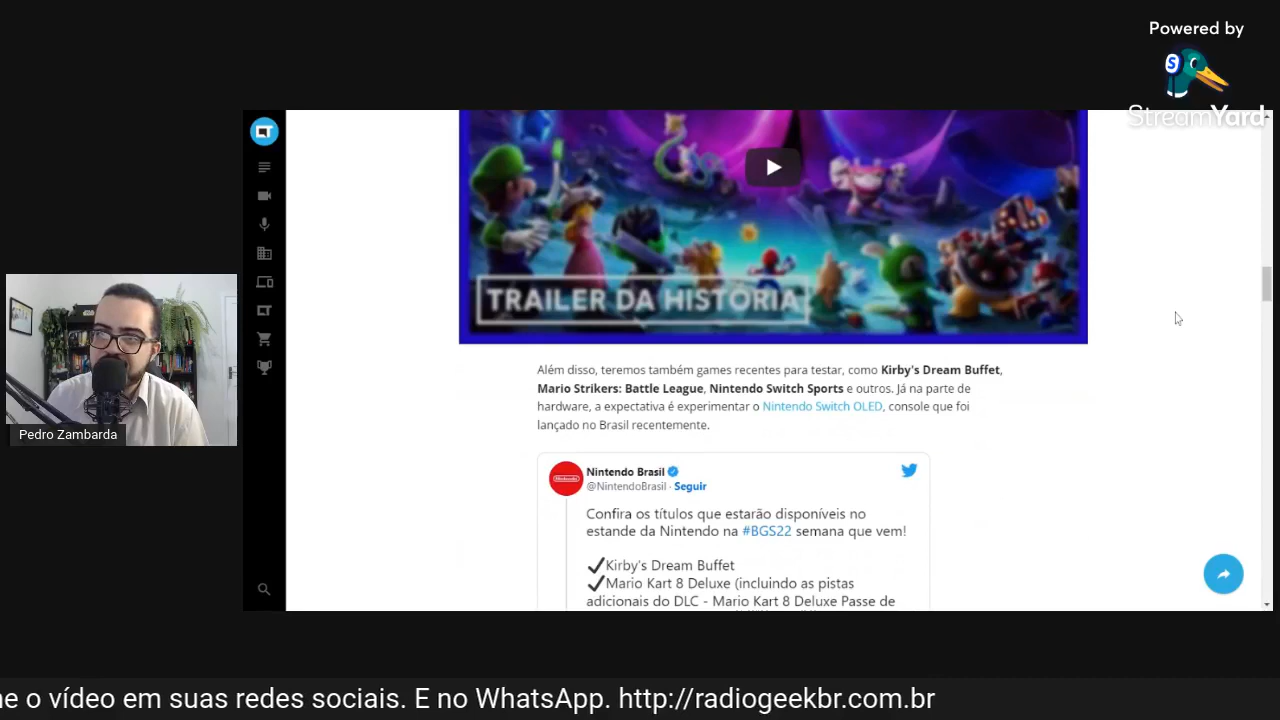 Powered by
StreamYard
TRAILER DA HISTÓRIA
Além disso, teremos também games recentes para testar, como Kirby's Dream Buffet,
Mario Strikers: Battle League, Nintendo Switch Sports e outros. Já na parte de
hardware, a expectativa é experimentar o Nintendo Switch OLED, console que foi
lançado no Brasil recentemente.
Nintendo Brasil
@NintendoBrasil · Seguir
Confira os títulos que estarão disponíveis no
estande da Nintendo na #BGS22 semana que vem!
✔Kirby's Dream Buffet
✔Mario Kart 8 Deluxe (incluindo as pistas
adicionais do DLC - Mario Kart 8 Deluxe Passe de
Pedro Zambarda
e o vídeo em suas redes sociais. E no WhatsApp. http://radiogeekbr.com.br